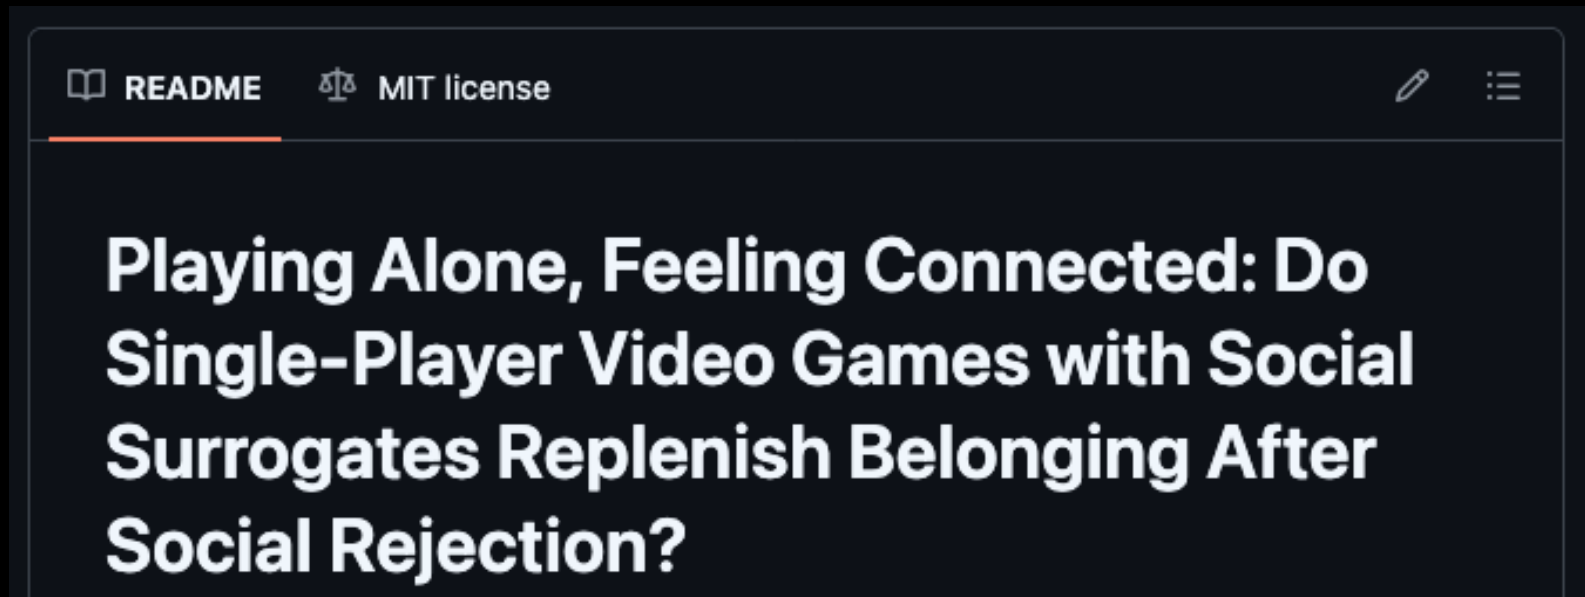 README MIT license
Playing Alone, Feeling Connected: Do
Single-Player Video Games with Social
Surrogates Replenish Belonging After
Social Rejection?